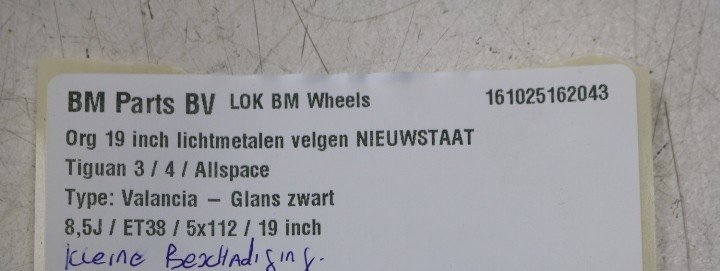 BM Parts BV LOK BM Wheels 161025162043
Org 19 inch lichtmetalen velgen NIEUWSTAAT
Tiguan 3 / 4 / Allspace
Type: Valancia – Glans zwart
8,5J / ET38 / 5x112 / 19 inch
Kleine Beschadiging.